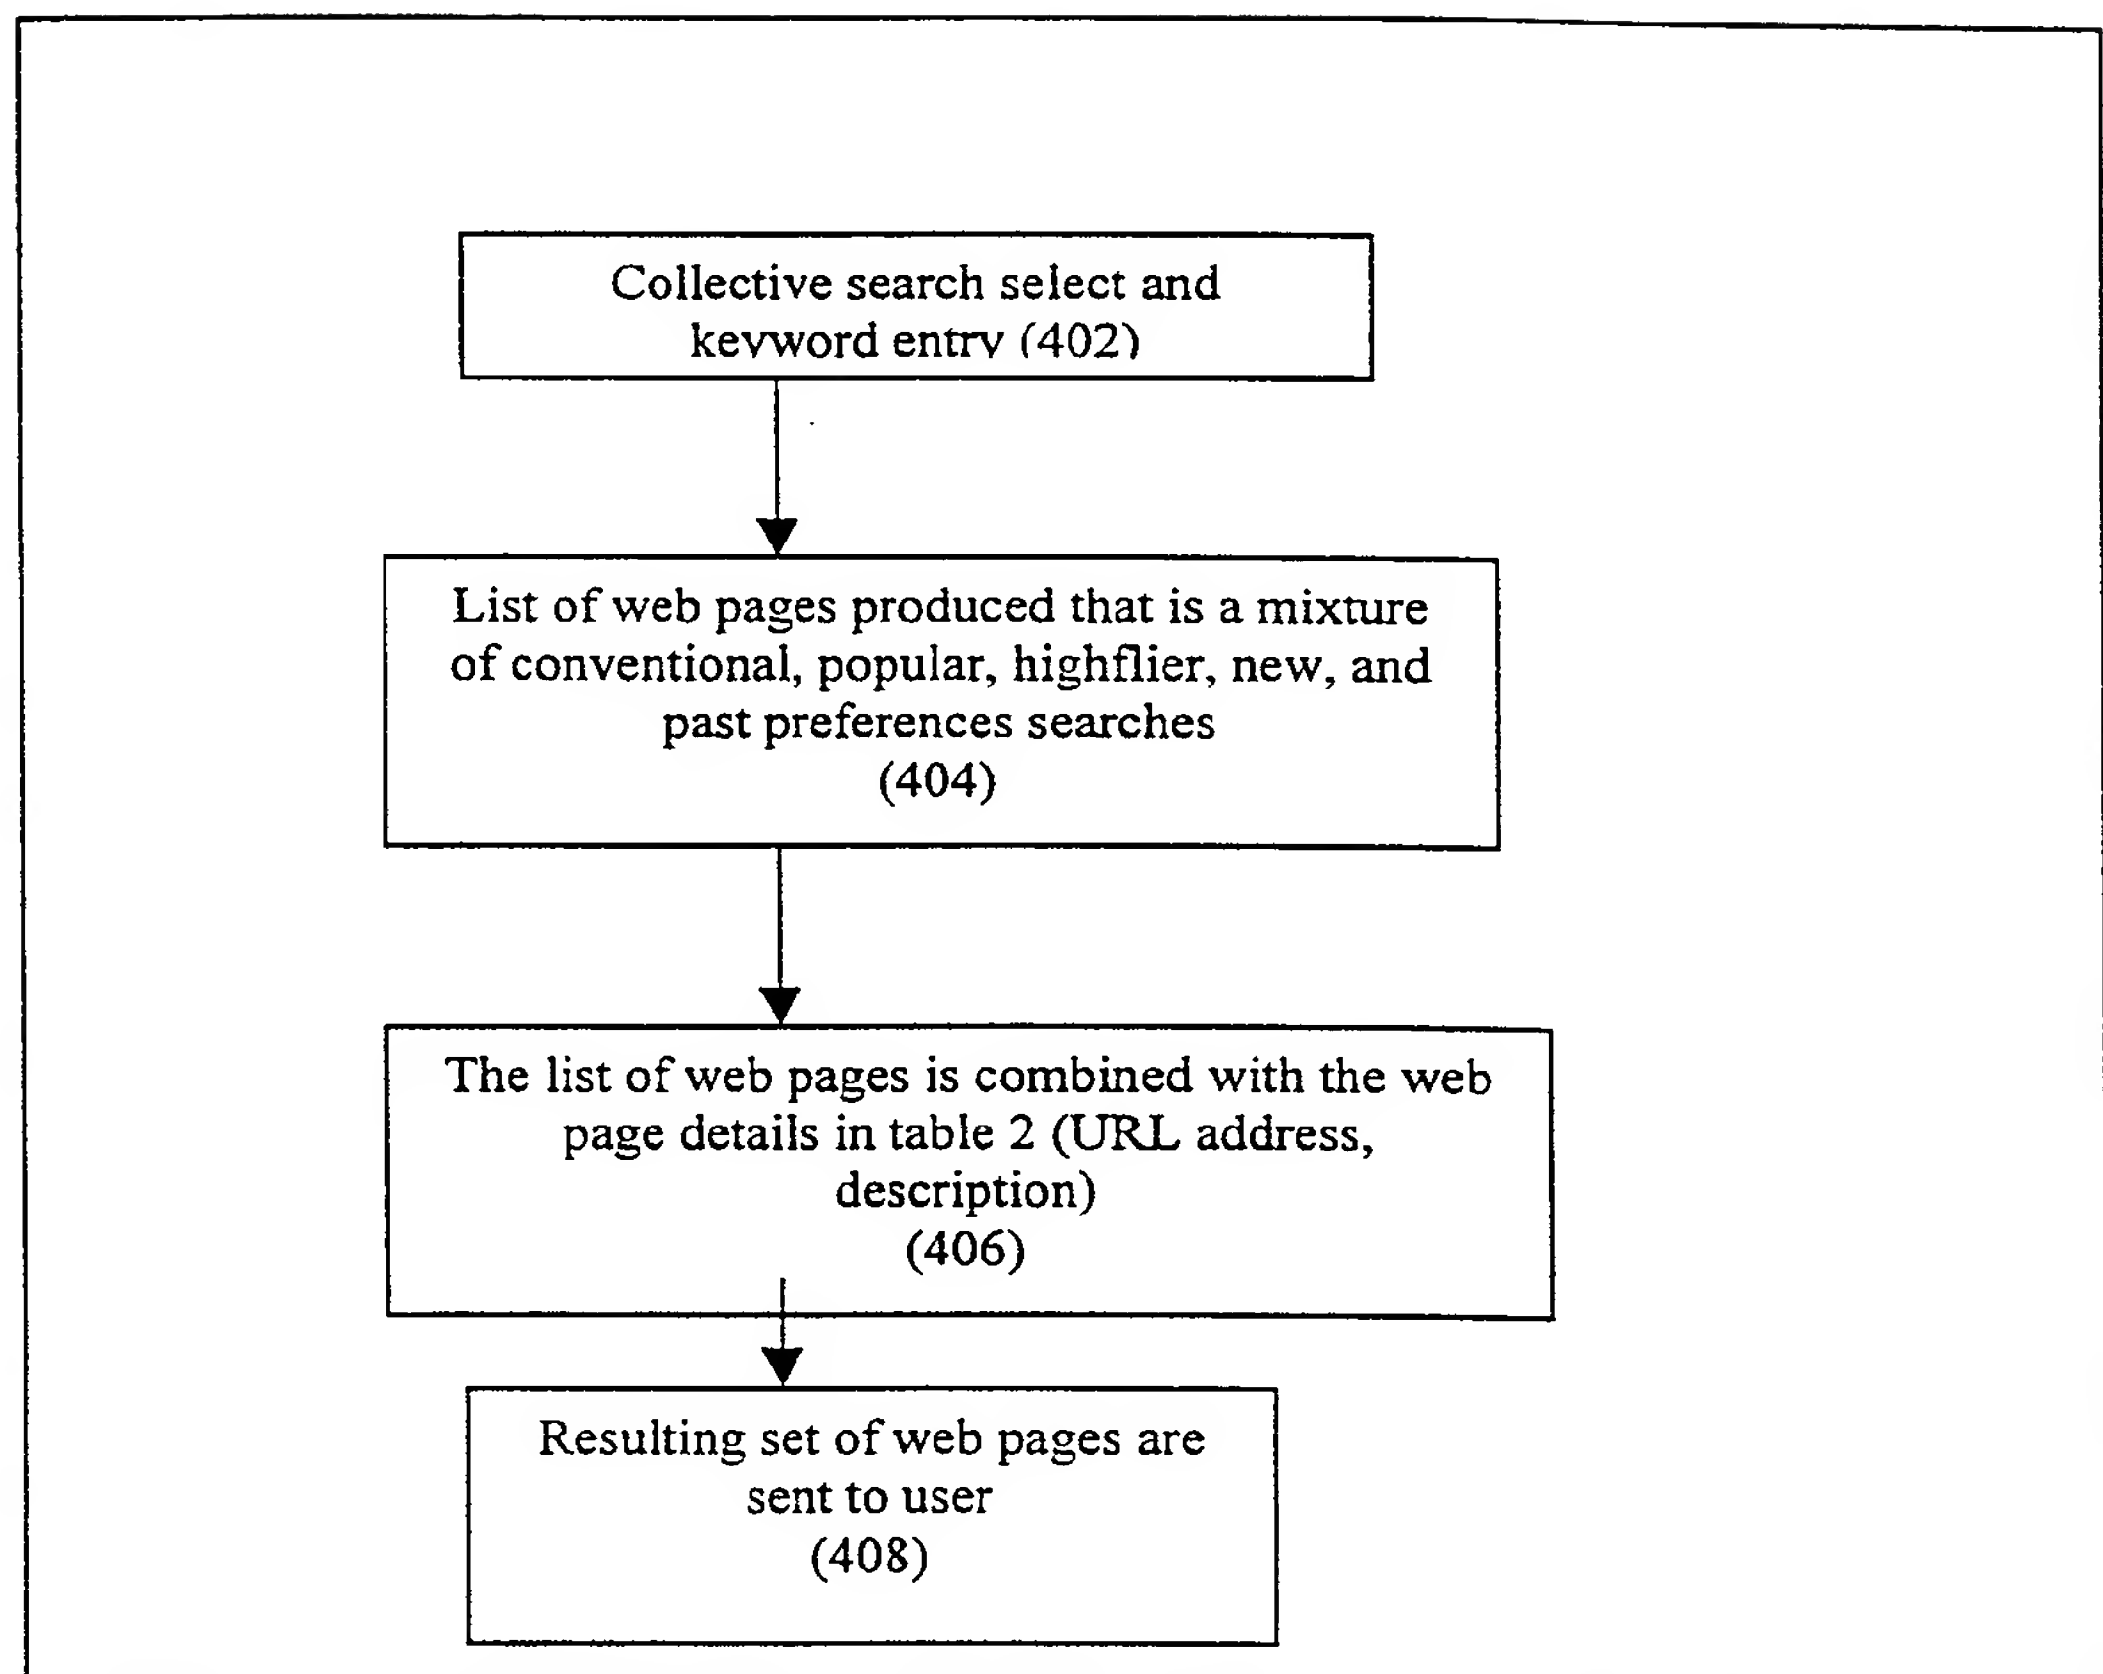 Collective search select and
keyword entry (402)
List of web pages produced that is a mixture
of conventional, popular, highflier, new, and
past preferences searches
(404)
The list of web pages is combined with the web
page details in table 2 (URL address,
description)
(406)
Resulting set of web pages are
sent to user
(408)